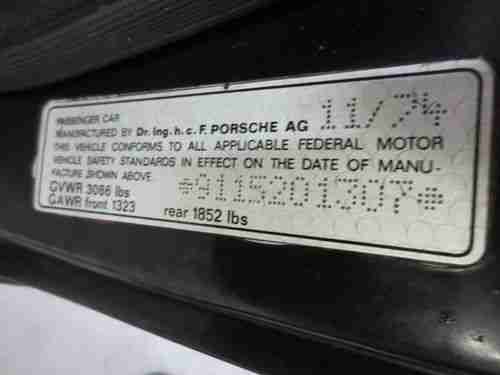 PASSENGER CAR
MANUFACTURED BY Dr. Ing. h. c. F. PORSCHE AG 11/74
THIS VEHICLE CONFORMS TO ALL APPLICABLE FEDERAL MOTOR
VEHICLE SAFETY STANDARDS IN EFFECT ON THE DATE OF MANU-
FACTURE SHOWN ABOVE
GVWR 3086 lbs *9115201307*
GAWR front 1323 rear 1852 lbs